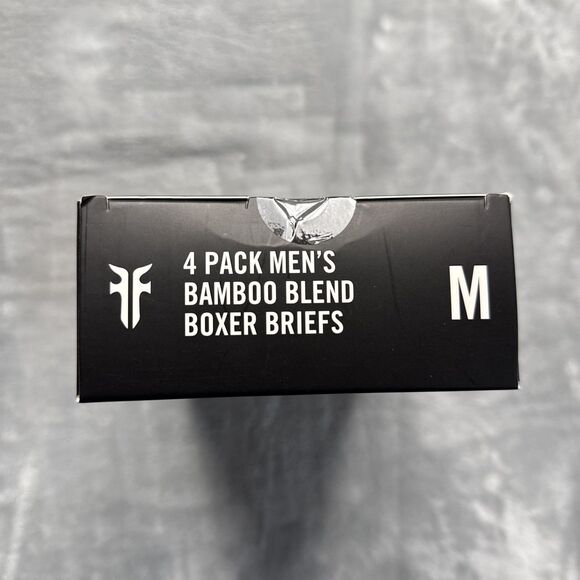 4 PACK MEN'S
BAMBOO BLEND
BOXER BRIEFS
M